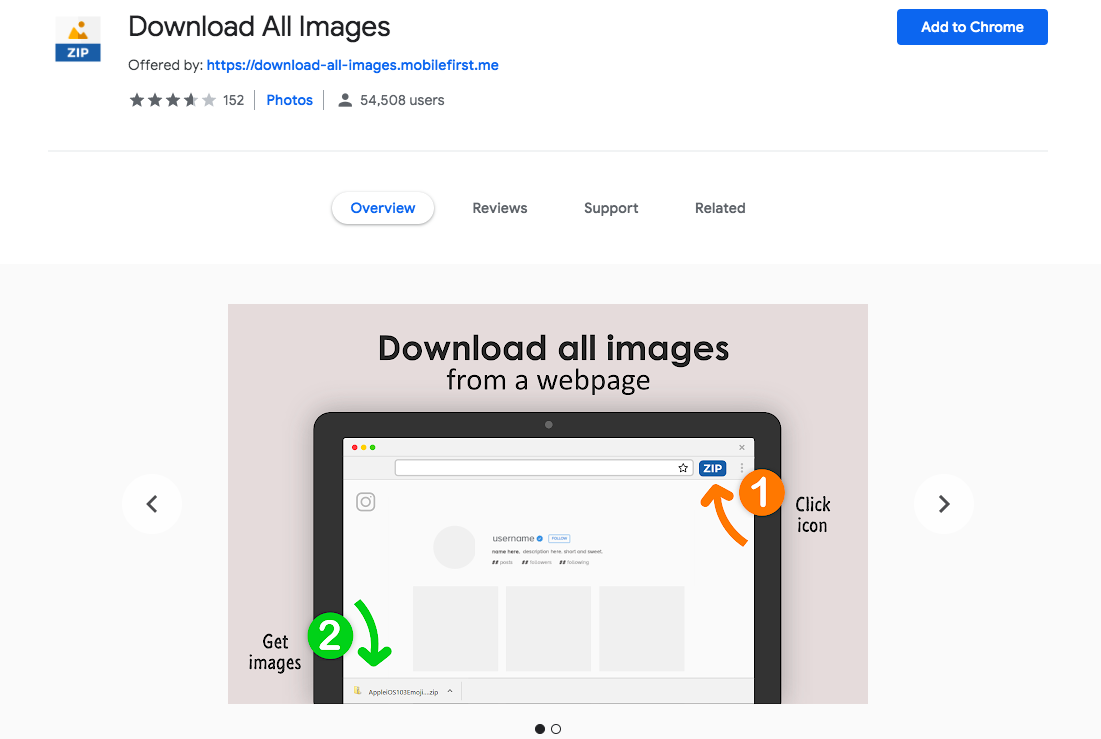 Download All Images
Add to Chrome
ZIP
Offered by: https://download-all-images.mobilefirst.me
152
Photos
54,508 users
Overview
Reviews
Support
Related
Download all images
from a webpage
ZIP
1
Click
icon
username FOLLOW
name here, description here, short and sweet.
## posts ## followers ## following
Get
images
2
AppleiOS103Emoji...zip